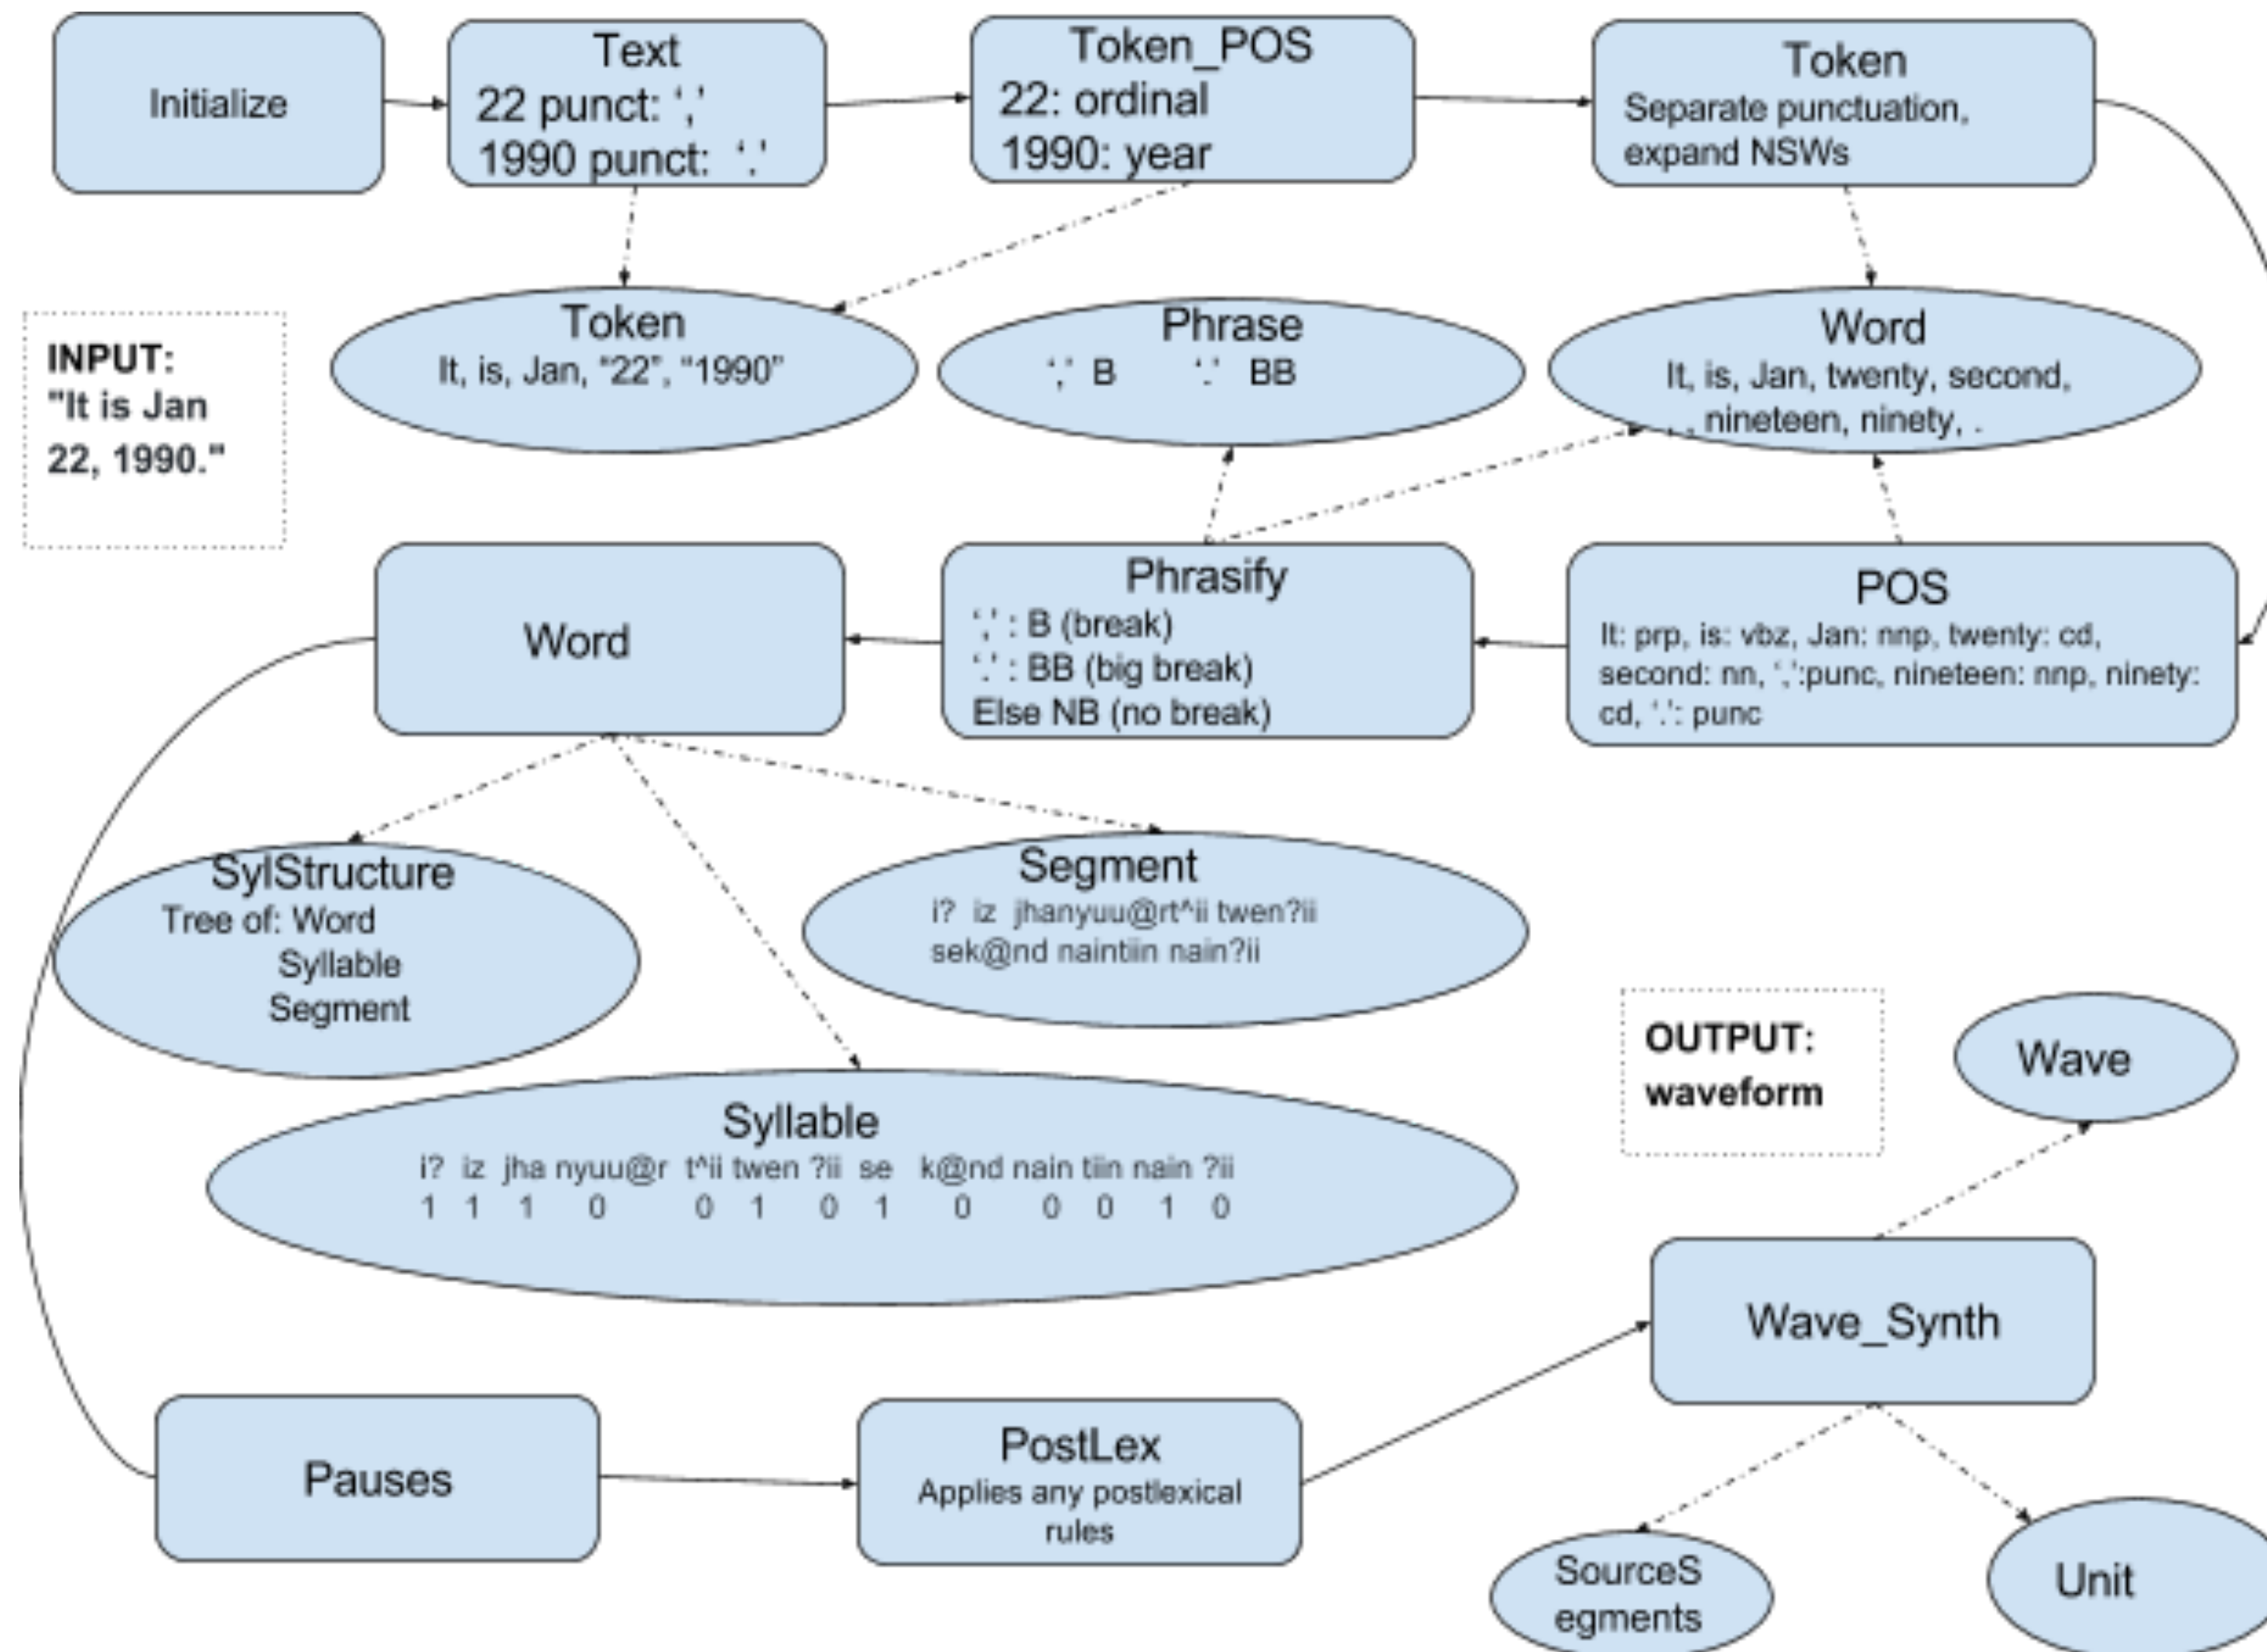 Initialize
Text
22 punct: ‘,’
1990 punct: ‘.’
Token_POS
22: ordinal
1990: year
Token
Separate punctuation,
expand NSWs
INPUT:
"It is Jan
22, 1990."
Token
It, is, Jan, “22”, “1990”
Phrase
‘,’ B ‘.’ BB
Word
It, is, Jan, twenty, second,
, , nineteen, ninety, .
Word
Phrasify
‘,’ : B (break)
‘.’ : BB (big break)
Else NB (no break)
POS
It: prp, is: vbz, Jan: nnp, twenty: cd,
second: nn, ‘,’:punc, nineteen: nnp, ninety:
cd, ‘.’: punc
SylStructure
Tree of: Word
Syllable
Segment
Segment
i? iz jhanyuu@rt^ii twen?ii
sek@nd naintiin nain?ii
Syllable
i? iz jha nyuu@r t^ii twen ?ii se k@nd nain tiin nain ?ii
1 1 1 0 0 1 0 1 0 0 0 1 0
OUTPUT:
waveform
Wave
Wave_Synth
Pauses
PostLex
Applies any postlexical
rules
SourceS
egments
Unit